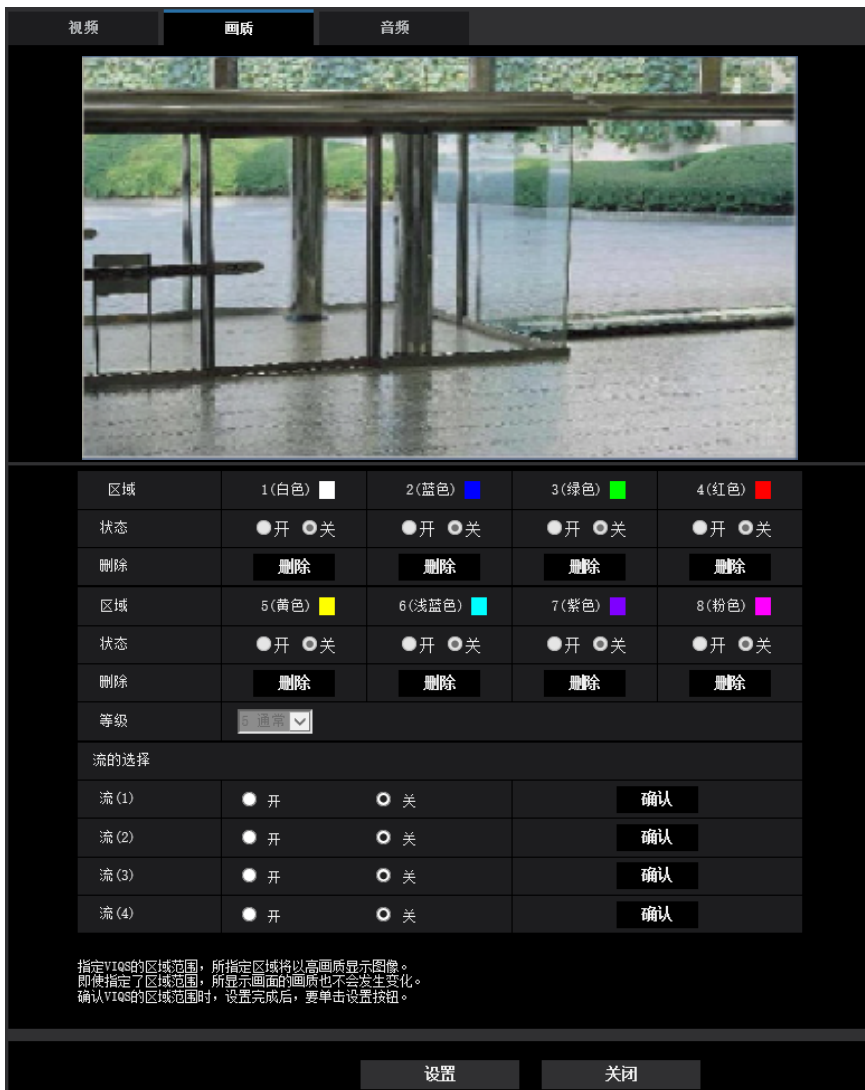 视频 画质 音频
区域 1(白色) 2(蓝色) 3(绿色) 4(红色)
状态 开 关 开 关 开 关 开 关
删除 删除 删除 删除 删除
区域 5(黄色) 6(浅蓝色) 7(紫色) 8(粉色)
状态 开 关 开 关 开 关 开 关
删除 删除 删除 删除 删除
等级 5 通常
流的选择
流(1) 开 关 确认
流(2) 开 关 确认
流(3) 开 关 确认
流(4) 开 关 确认
指定VIQS的区域范围，所指定区域将以高画质显示图像。
即使指定了区域范围，所显示画面的画质也不会发生变化。
确认VIQS的区域范围时，设置完成后，要单击设置按钮。
设置 关闭